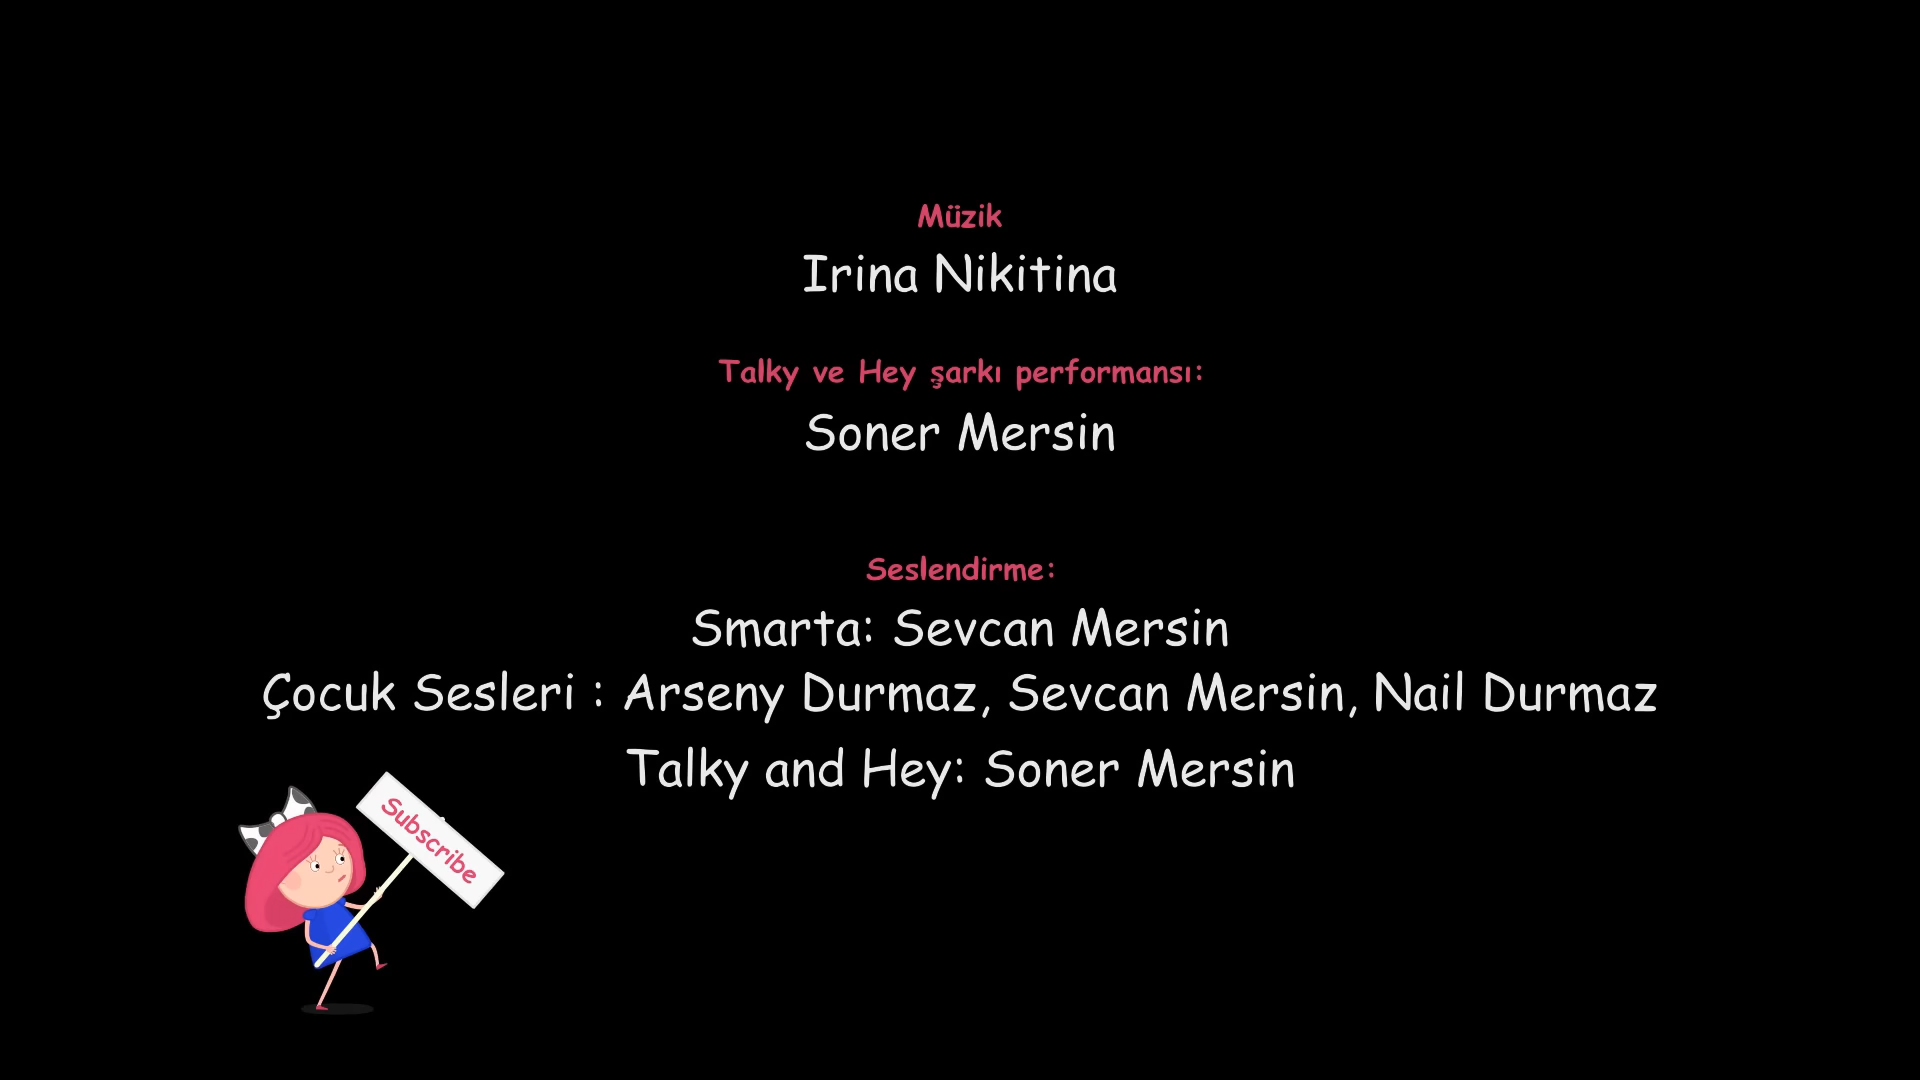 Müzik
Irina Nikitina
Talky ve Hey şarkı performansı:
Soner Mersin
Seslendirme:
Smarta: Sevcan Mersin
Çocuk Sesleri : Arseny Durmaz, Sevcan Mersin, Nail Durmaz
Talky and Hey: Soner Mersin
Subscribe